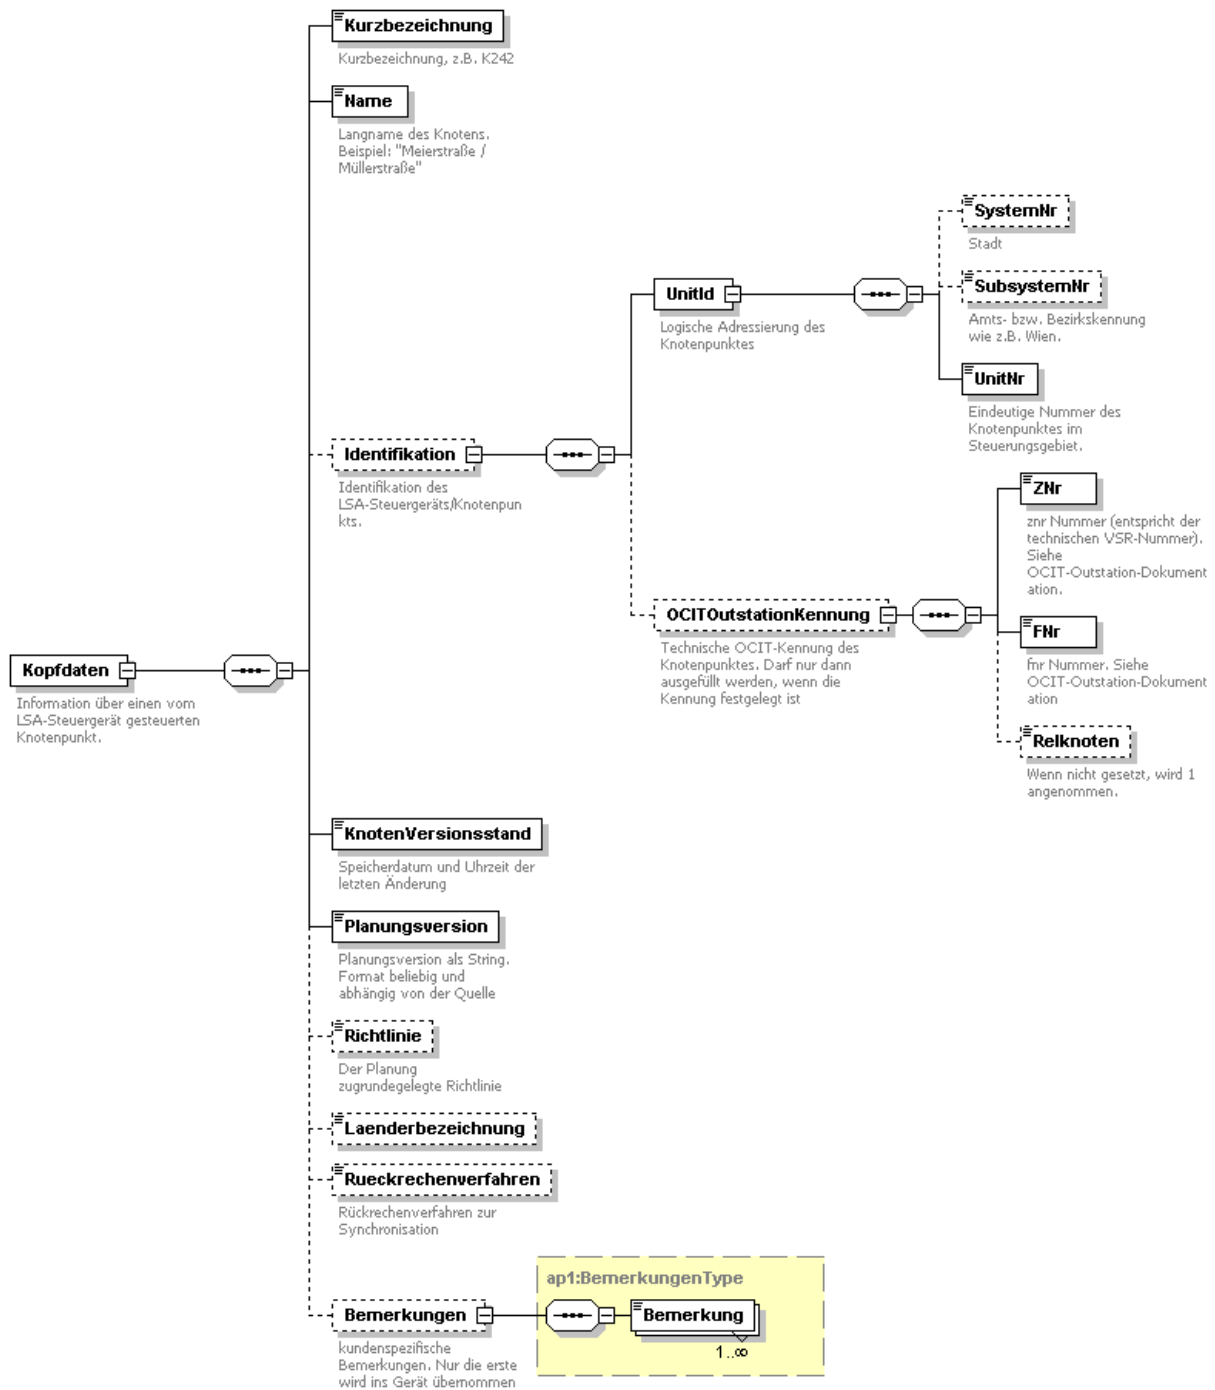 Kurzbezeichnung
Kurzbezeichnung, z.B. K242
Name
Langname des Knotens.
Beispiel: "Meierstraße /
Müllerstraße"
SystemNr
Stadt
SubsystemNr
Amts- bzw. Bezirkskennung
wie z.B. Wien.
UnitId
Logische Adressierung des
Knotenpunktes
UnitNr
Eindeutige Nummer des
Knotenpunktes im
Steuerungsgebiet.
Identifikation
Identifikation des
LSA-Steuergeräts/Knotenpun
kts.
ZNr
znr Nummer (entspricht der
technischen VSR-Nummer).
Siehe
OCIT-Outstation-Dokument
ation.
OCITOutstationKennung
Technische OCIT-Kennung des
Knotenpunktes. Darf nur dann
ausgefüllt werden, wenn die
Kennung festgelegt ist
FNr
fnr Nummer. Siehe
OCIT-Outstation-Dokument
ation
Relknoten
Wenn nicht gesetzt, wird 1
angenommen.
Kopfdaten
Information über einen vom
LSA-Steuergerät gesteuerten
Knotenpunkt.
KnotenVersionsstand
Speicherdatum und Uhrzeit der
letzten Änderung
Planungsversion
Planungsversion als String.
Format beliebig und
abhängig von der Quelle
Richtlinie
Der Planung
zugrundegelegte Richtlinie
Laenderbezeichnung
Rueckrechenverfahren
Rückrechenverfahren zur
Synchronisation
ap1:BemerkungenType
Bemerkungen
Bemerkung
1..∞
kundenspezifische
Bemerkungen. Nur die erste
wird ins Gerät übernommen